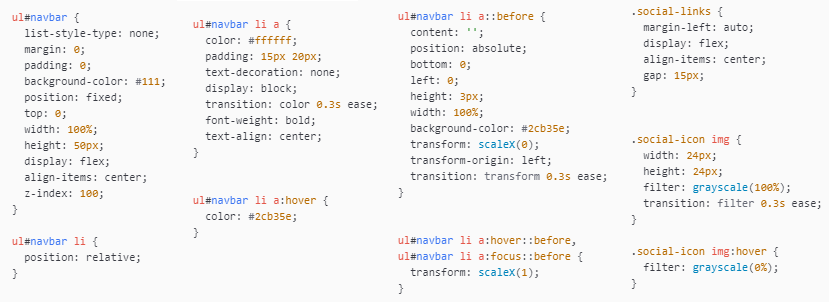 ul#navbar {
  list-style-type: none;
  margin: 0;
  padding: 0;
  background-color: #111;
  position: fixed;
  top: 0;
  width: 100%;
  height: 50px;
  display: flex;
  align-items: center;
  z-index: 100;
}
ul#navbar li {
  position: relative;
}
ul#navbar li a {
  color: #ffffff;
  padding: 15px 20px;
  text-decoration: none;
  display: block;
  transition: color 0.3s ease;
  font-weight: bold;
  text-align: center;
}
ul#navbar li a:hover {
  color: #2cb35e;
}
ul#navbar li a::before {
  content: '';
  position: absolute;
  bottom: 0;
  left: 0;
  height: 3px;
  width: 100%;
  background-color: #2cb35e;
  transform: scaleX(0);
  transform-origin: left;
  transition: transform 0.3s ease;
}
ul#navbar li a:hover::before,
ul#navbar li a:focus::before {
  transform: scaleX(1);
}
.social-links {
  margin-left: auto;
  display: flex;
  align-items: center;
  gap: 15px;
}
.social-icon img {
  width: 24px;
  height: 24px;
  filter: grayscale(100%);
  transition: filter 0.3s ease;
}
.social-icon img:hover {
  filter: grayscale(0%);
}